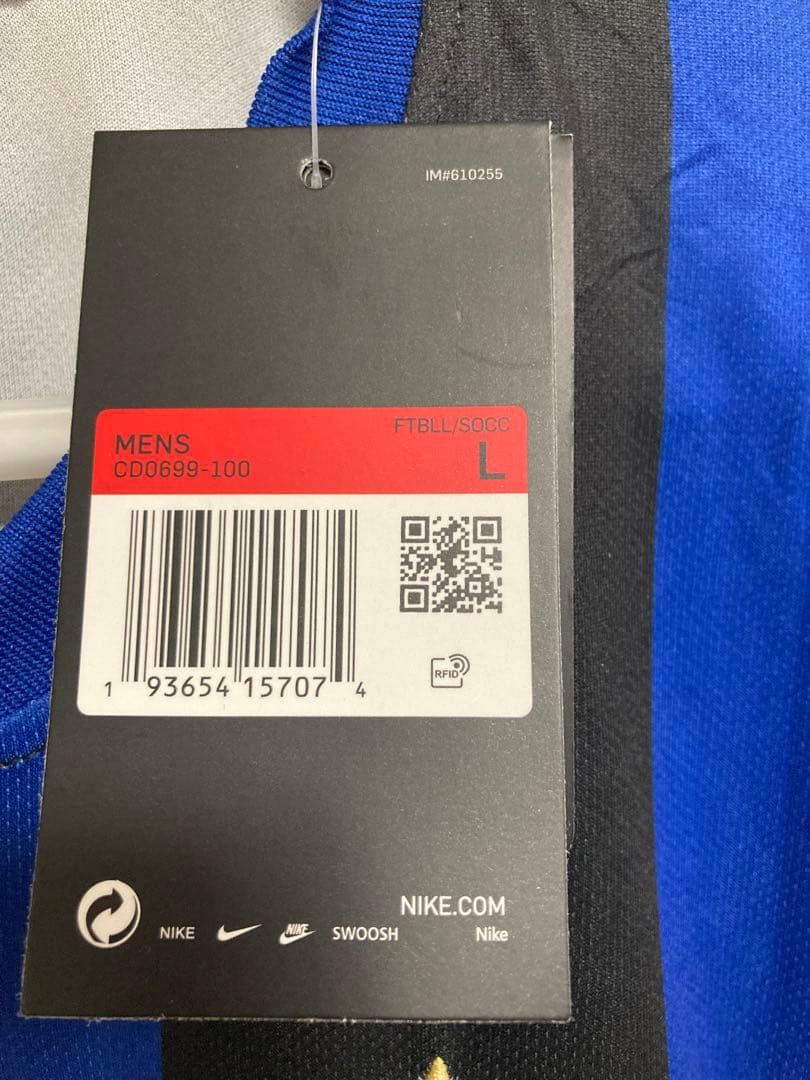 IM#610255
FTBLL/SOCC
MENS
L
CD0699-100
1 93654 15707 4
RFID
NIKE.COM
NIKE NIKE SWOOSH Nike